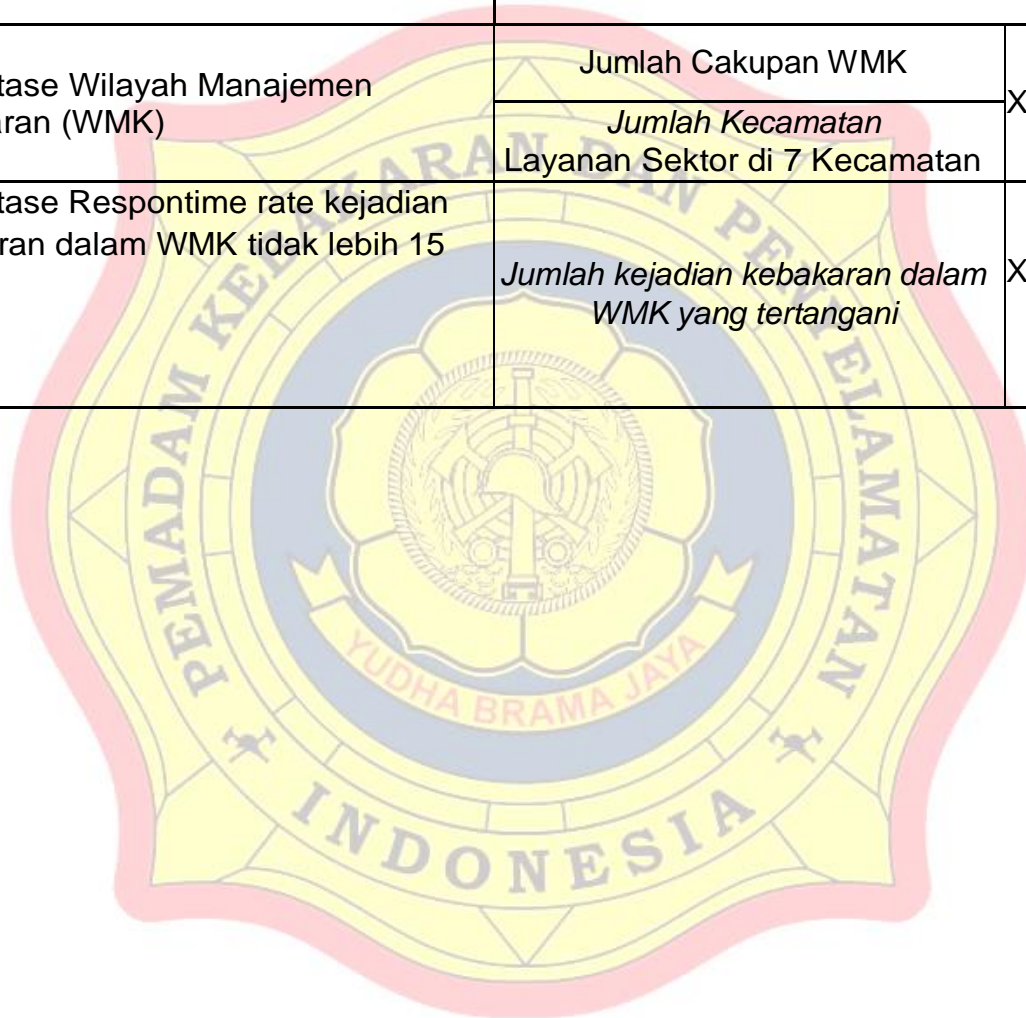 tase Wilayah Manajemen
aran (WMK)
Jumlah Cakupan WMK
Jumlah Kecamatan
Layanan Sektor di 7 Kecamatan
X
tase Respontime rate kejadian
ran dalam WMK tidak lebih 15
Jumlah kejadian kebakaran dalam
WMK yang tertangani
X
PEMADAM KEBAKARAN DAN PENYELAMATAN
YUDHA BRAMA JAYA
INDONESIA